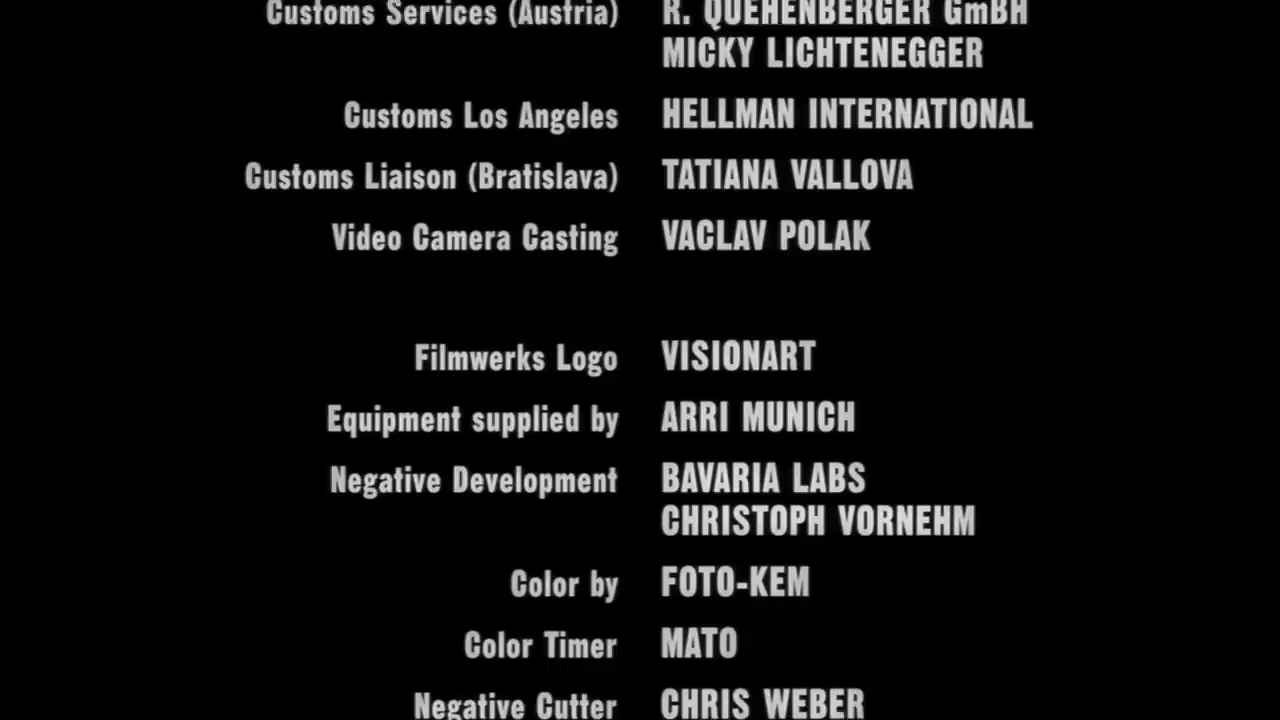 Customs Services (Austria) R. QUEHENBERGER GmBH
MICKY LICHTENEGGER
Customs Los Angeles HELLMAN INTERNATIONAL
Customs Liaison (Bratislava) TATIANA VALLOVA
Video Camera Casting VACLAV POLAK
Filmwerks Logo VISIONART
Equipment supplied by ARRI MUNICH
Negative Development BAVARIA LABS
CHRISTOPH VORNEHM
Color by FOTO-KEM
Color Timer MATO
Negative Cutter CHRIS WEBER